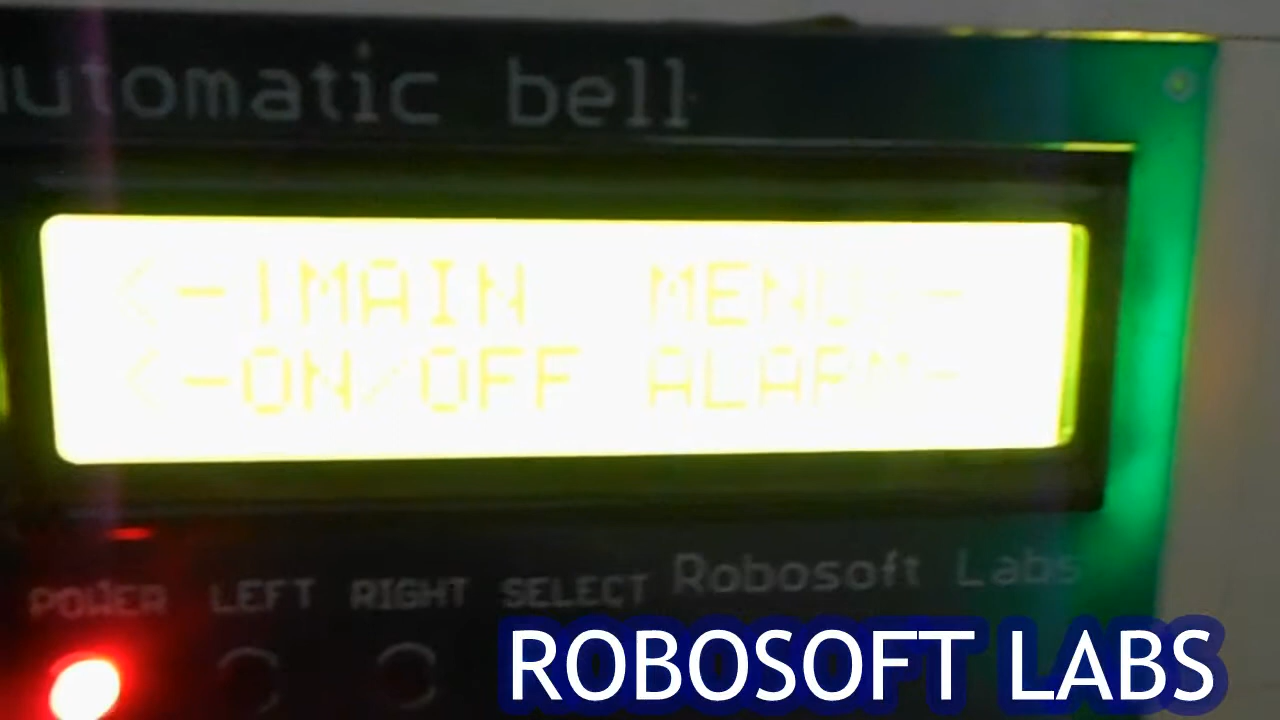 automatic bell
<-|MAIN MENU -
<-ON/OFF ALARM-
POWER LEFT RIGHT SELECT Robosoft Labs
ROBOSOFT LABS